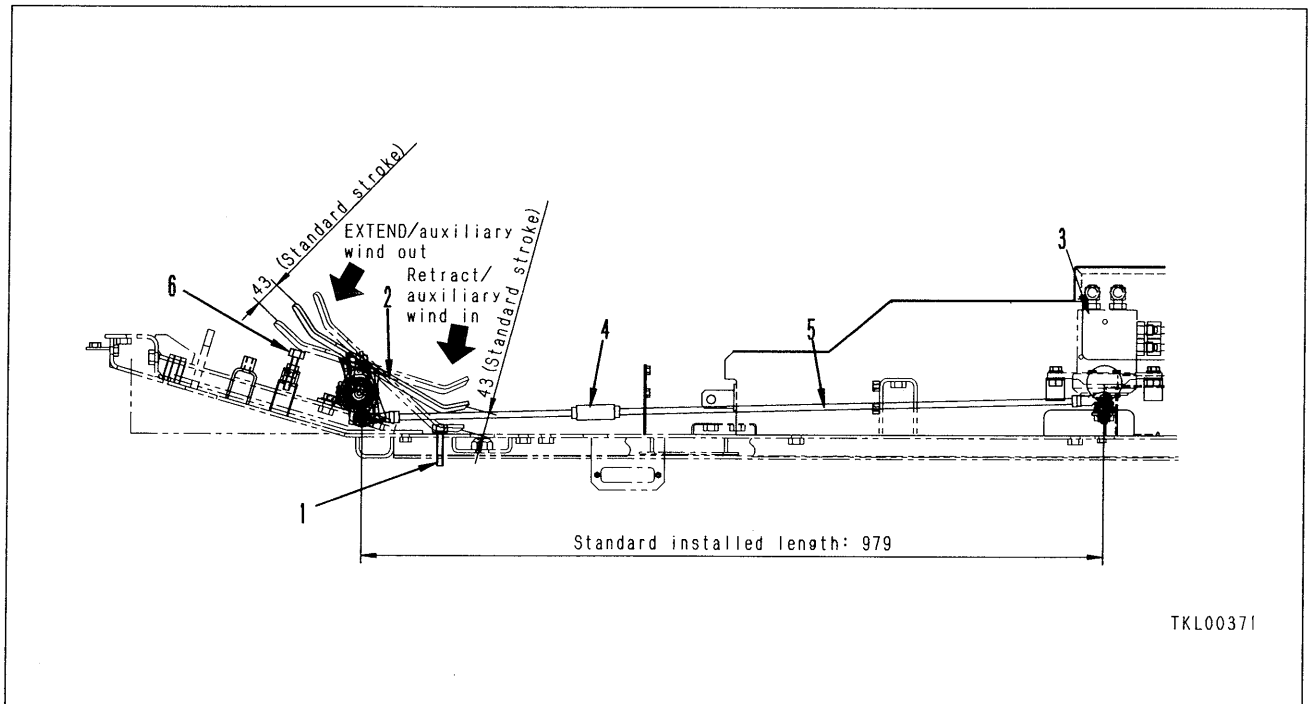 43 (Standard stroke)
EXTEND/auxiliary
wind out
Retract/
auxiliary
wind in
43 (Standard stroke)
6
2
4
5
3
1
Standard installed length: 979
TKL00371